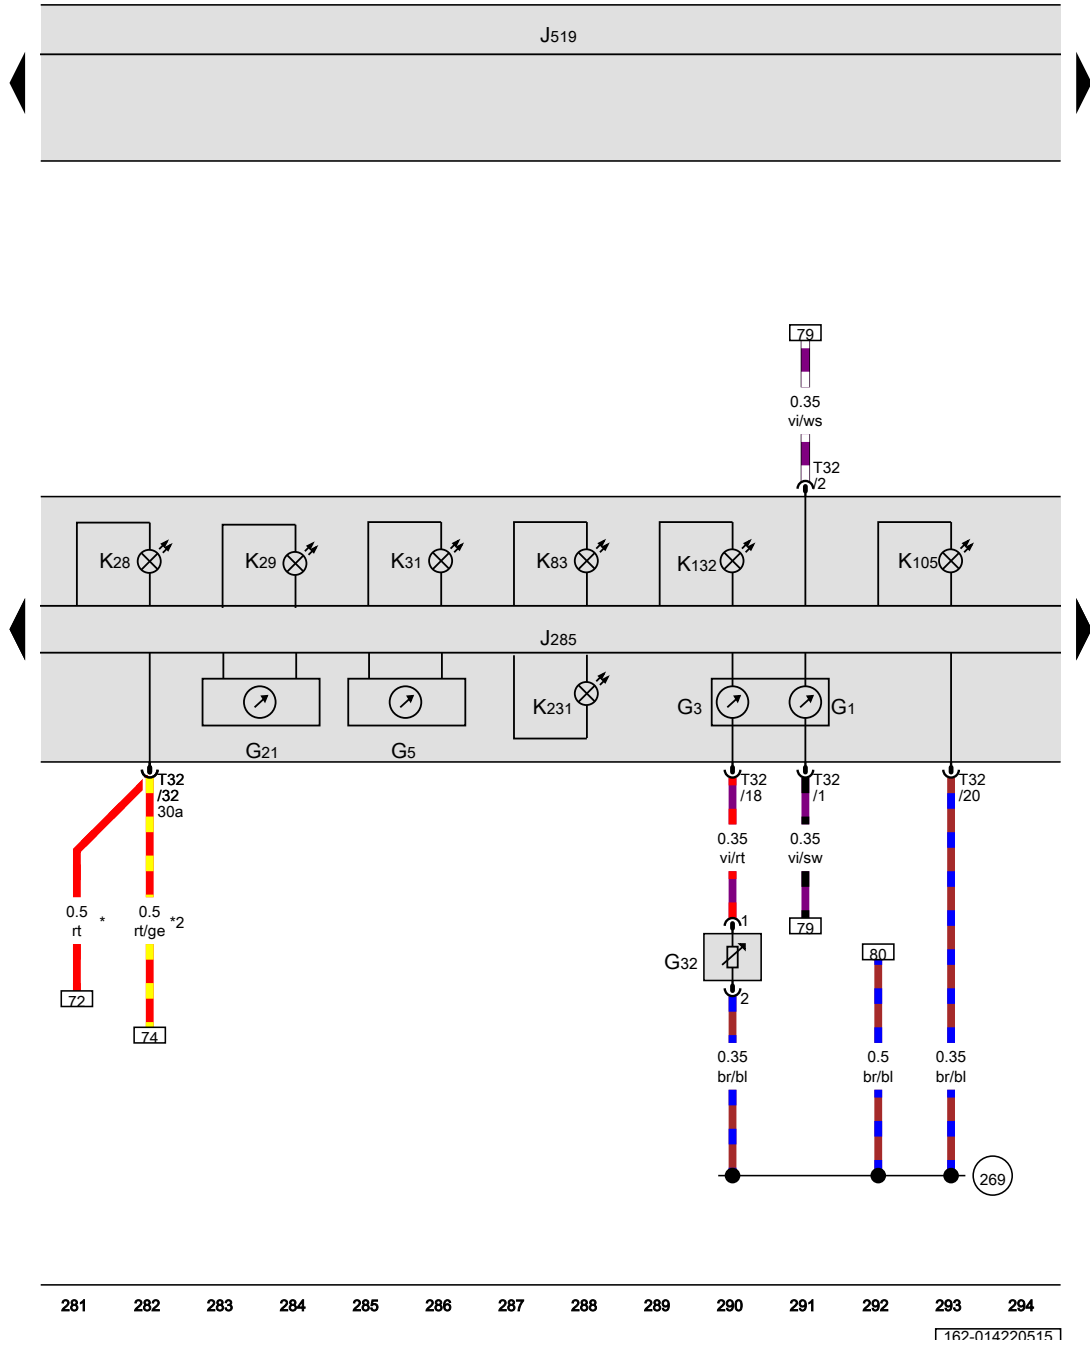 J519
79
0.35
vi/ws
T32
/2
K28 K29 K31 K83 K132 K105
J285
K231 G3 G1
G21 G5
T32
/32
30a
T32
/18
T32
/1
T32
/20
0.35
vi/rt
0.35
vi/sw
0.5
rt
*
0.5
rt/ge
*2
1
79
G32
80
72
2
74
0.35
br/bl
0.5
br/bl
0.35
br/bl
269
281 282 283 284 285 286 287 288 289 290 291 292 293 294
162-014220515